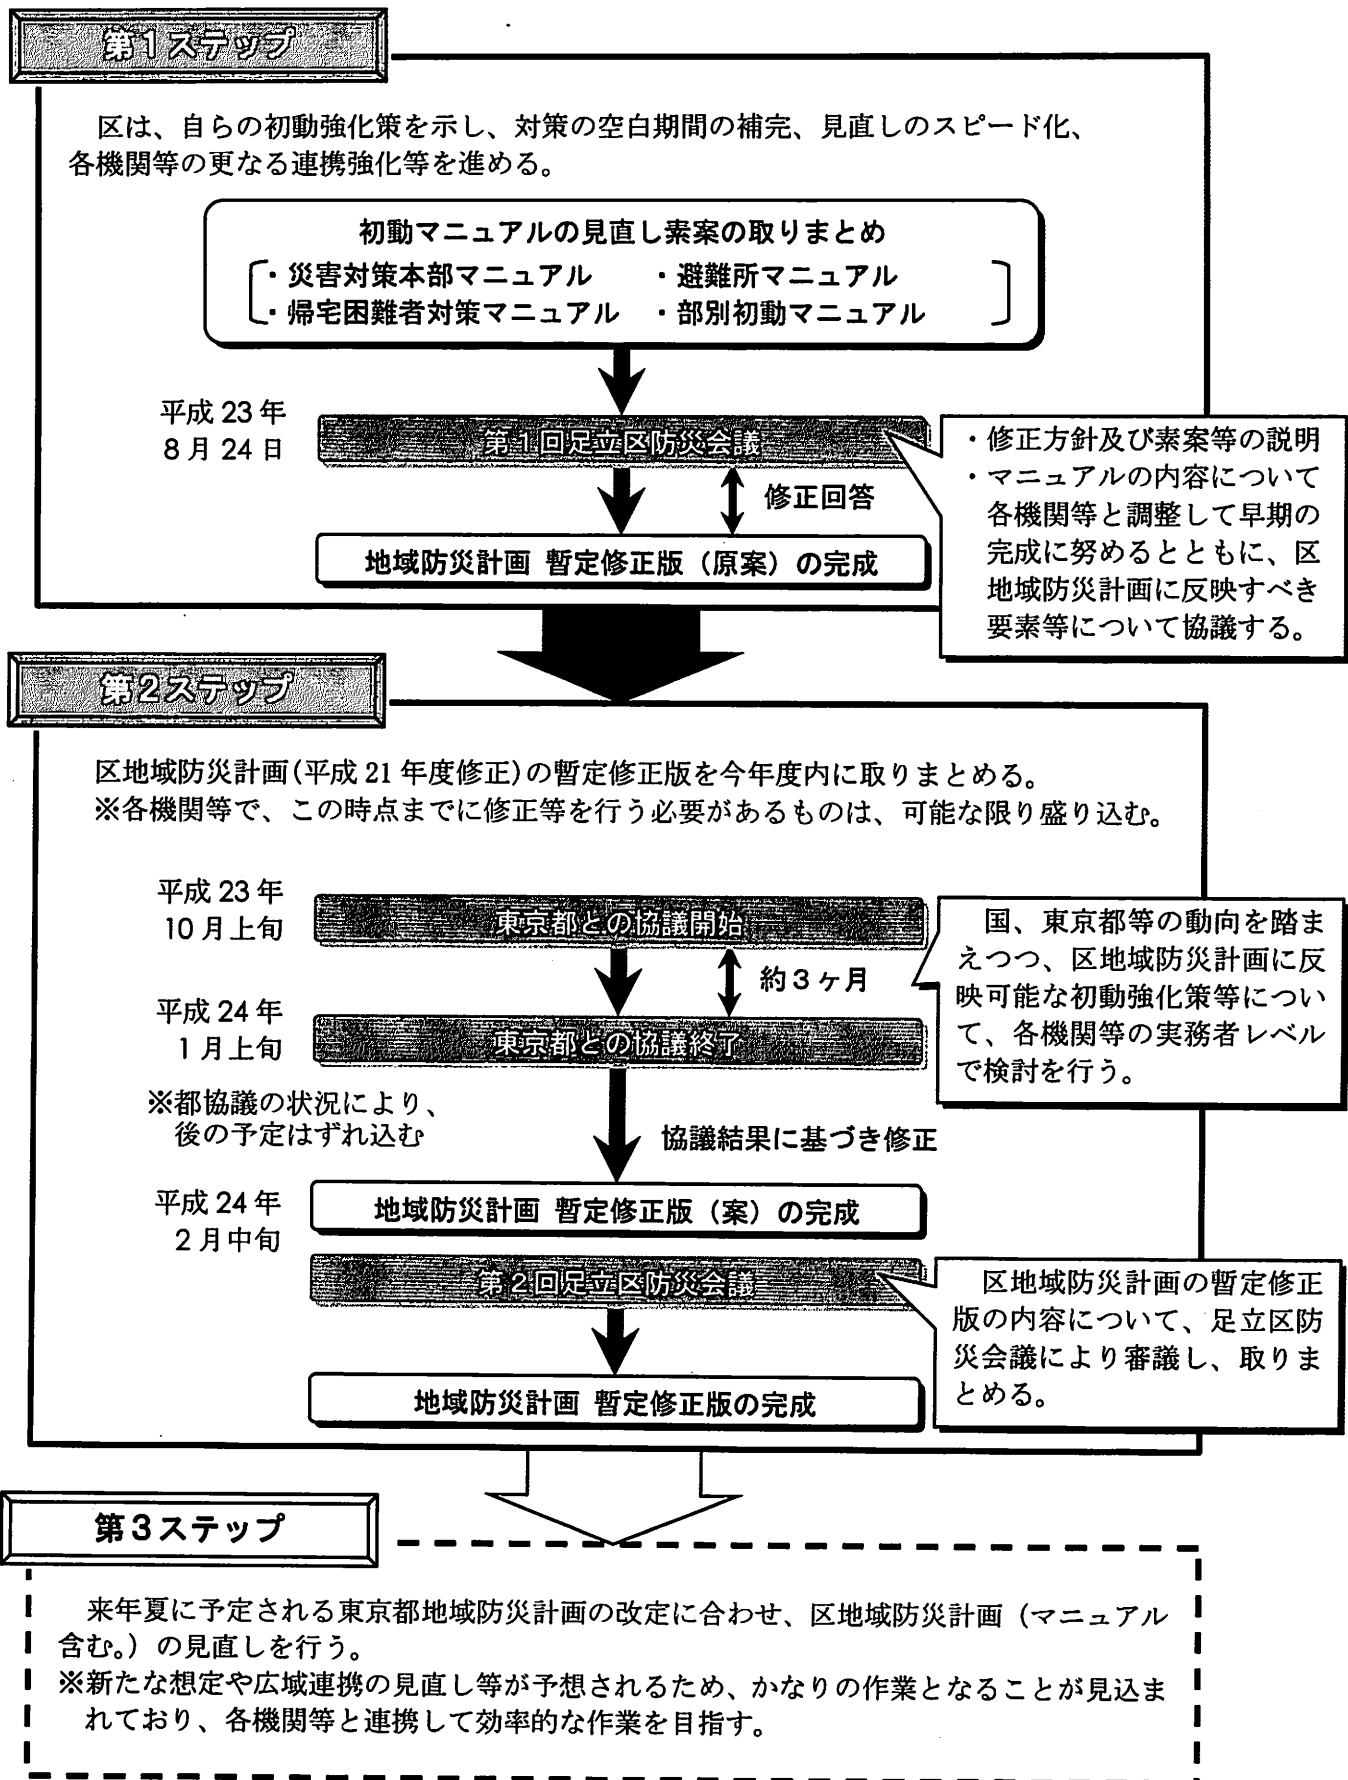 第1ステップ
区は、自らの初動強化策を示し、対策の空白期間の補完、見直しのスピード化、
各機関等の更なる連携強化等を進める。
初動マニュアルの見直し素案の取りまとめ
・災害対策本部マニュアル ・避難所マニュアル
・帰宅困難者対策マニュアル ・部別初動マニュアル
平成 23 年
8 月 24 日
第1回足立区防災会議
・修正方針及び素案等の説明
・マニュアルの内容について
各機関等と調整して早期の
完成に努めるとともに、区
地域防災計画に反映すべき
要素等について協議する。
修正回答
地域防災計画 暫定修正版（原案）の完成
第2ステップ
区地域防災計画(平成 21 年度修正)の暫定修正版を今年度内に取りまとめる。
※各機関等で、この時点までに修正等を行う必要があるものは、可能な限り盛り込む。
平成 23 年
10 月上旬
東京都との協議開始
国、東京都等の動向を踏ま
えつつ、区地域防災計画に反
映可能な初動強化策等につい
て、各機関等の実務者レベル
で検討を行う。
約3ヶ月
平成 24 年
1 月上旬
東京都との協議終了
※都協議の状況により、
後の予定はずれ込む
協議結果に基づき修正
平成 24 年
2 月中旬
地域防災計画 暫定修正版（案）の完成
第2回足立区防災会議
区地域防災計画の暫定修正
版の内容について、足立区防
災会議により審議し、取りま
とめる。
地域防災計画 暫定修正版の完成
第3ステップ
来年夏に予定される東京都地域防災計画の改定に合わせ、区地域防災計画（マニュアル
含む。）の見直しを行う。
※新たな想定や広域連携の見直し等が予想されるため、かなりの作業となることが見込ま
れており、各機関等と連携して効率的な作業を目指す。